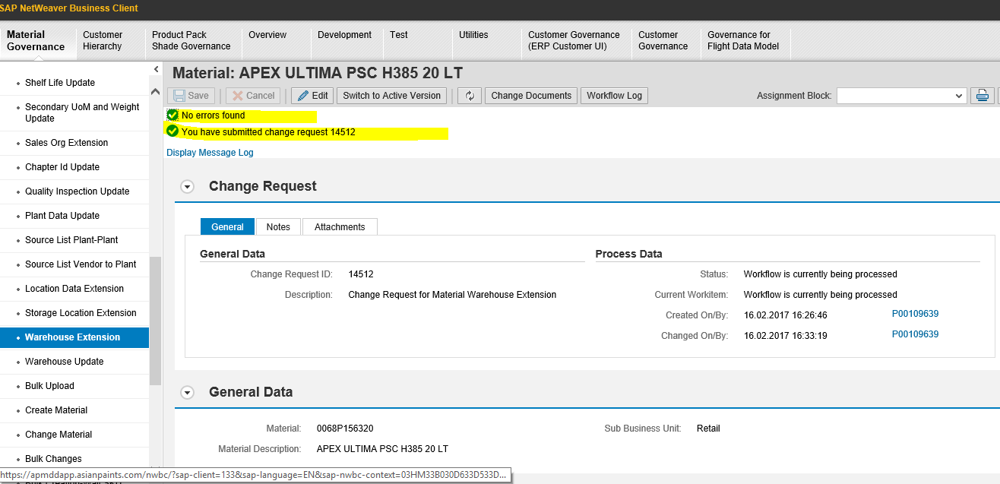 SAP NetWeaver Business Client
Material
Governance
Customer
Hierarchy
Product Pack
Shade Governance
Overview
Development
Test
Utilities
Customer Governance
(ERP Customer UI)
Customer
Governance
Governance for
Flight Data Model
Shelf Life Update
Secondary UoM and Weight
Update
Sales Org Extension
Chapter Id Update
Quality Inspection Update
Plant Data Update
Source List Plant-Plant
Source List Vendor to Plant
Location Data Extension
Storage Location Extension
Warehouse Extension
Warehouse Update
Bulk Upload
Create Material
Change Material
Bulk Changes
Material: APEX ULTIMA PSC H385 20 LT
Save Cancel Edit Switch to Active Version Change Documents Workflow Log Assignment Block:
No errors found
You have submitted change request 14512
Display Message Log
Change Request
General Notes Attachments
General Data
Change Request ID: 14512
Description: Change Request for Material Warehouse Extension
Process Data
Status: Workflow is currently being processed
Current Workitem: Workflow is currently being processed
Created On/By: 16.02.2017 16:26:46 P00109639
Changed On/By: 16.02.2017 16:33:19 P00109639
General Data
Material: 0068P156320
Sub Business Unit: Retail
Material Description: APEX ULTIMA PSC H385 20 LT
https://apmddapp.asianpaints.com/nwbc/?sap-client=133&sap-language=EN&sap-nwbc-context=03HM33B030D633D533D...